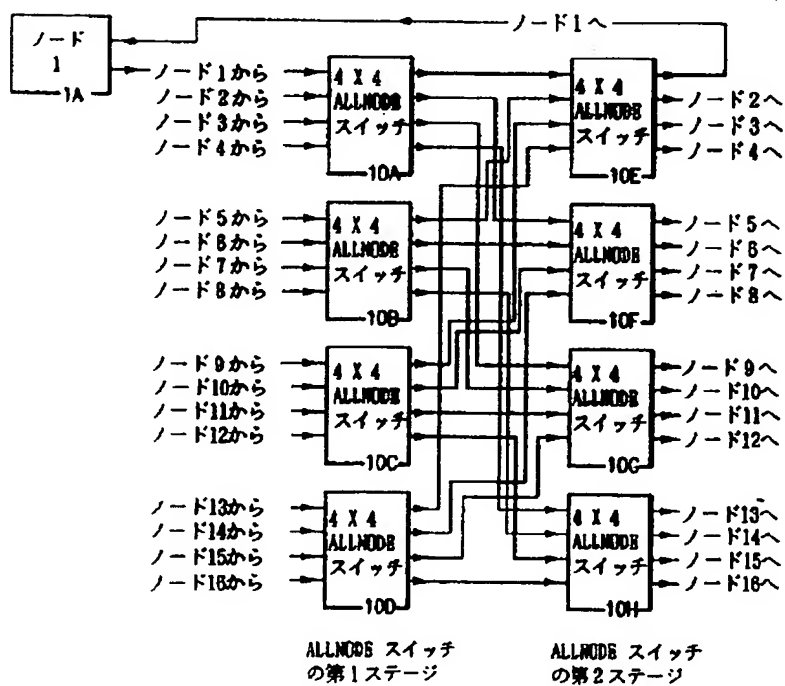 ノード1へ
ノード
1
1A
ノード1から
ノード2から
ノード3から
ノード4から
4 X 4
ALLNODE
スイッチ
10A
4 X 4
ALLNODE
スイッチ
10E
ノード2へ
ノード3へ
ノード4へ
ノード5から
ノード6から
ノード7から
ノード8から
4 X 4
ALLNODE
スイッチ
10B
4 X 4
ALLNODE
スイッチ
10F
ノード5へ
ノード6へ
ノード7へ
ノード8へ
ノード9から
ノード10から
ノード11から
ノード12から
4 X 4
ALLNODE
スイッチ
10C
4 X 4
ALLNODE
スイッチ
10G
ノード9へ
ノード10へ
ノード11へ
ノード12へ
ノード13から
ノード14から
ノード15から
ノード16から
4 X 4
ALLNODE
スイッチ
10D
4 X 4
ALLNODE
スイッチ
10H
ノード13へ
ノード14へ
ノード15へ
ノード16へ
ALLNODE スイッチ
の第1ステージ
ALLNODE スイッチ
の第2ステージ